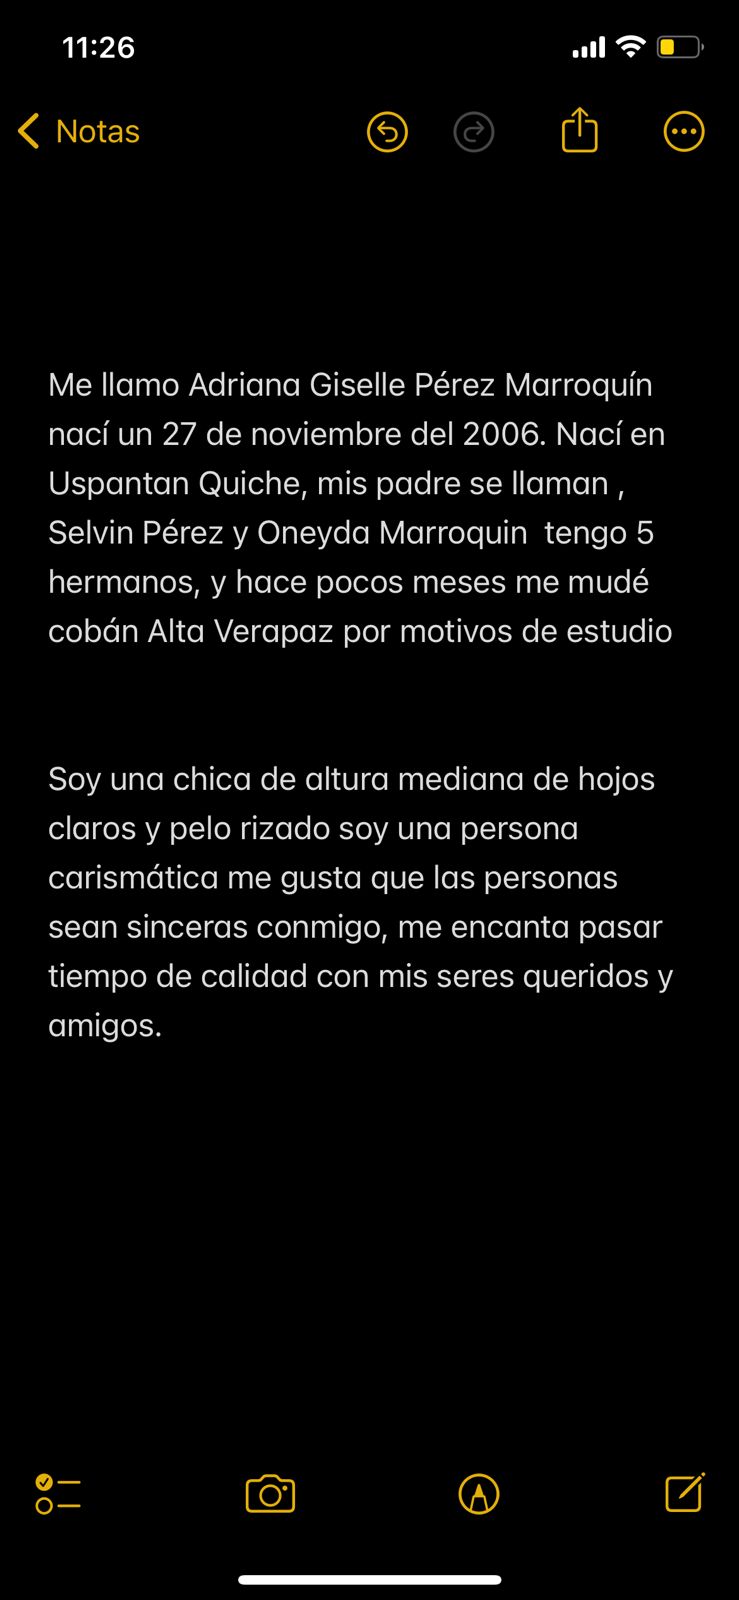 11:26
Notas
Me llamo Adriana Giselle Pérez Marroquín
nací un 27 de noviembre del 2006. Nací en
Uspantan Quiche, mis padre se llaman ,
Selvin Pérez y Oneyda Marroquin  tengo 5
hermanos, y hace pocos meses me mudé
cobán Alta Verapaz por motivos de estudio
Soy una chica de altura mediana de hojos
claros y pelo rizado soy una persona
carismática me gusta que las personas
sean sinceras conmigo, me encanta pasar
tiempo de calidad con mis seres queridos y
amigos.